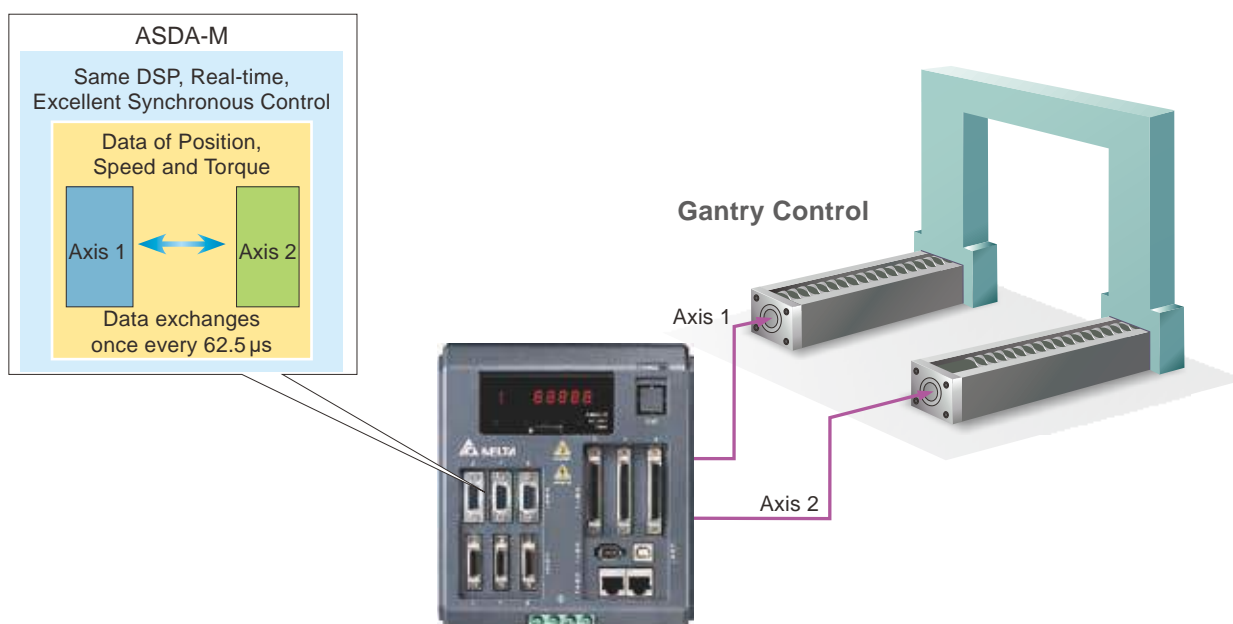 ASDA-M
Same DSP, Real-time,
Excellent Synchronous Control
Data of Position,
Speed and Torque
Axis 1
Axis 2
Data exchanges
once every 62.5 µs
Gantry Control
Axis 1
Axis 2
DELTA